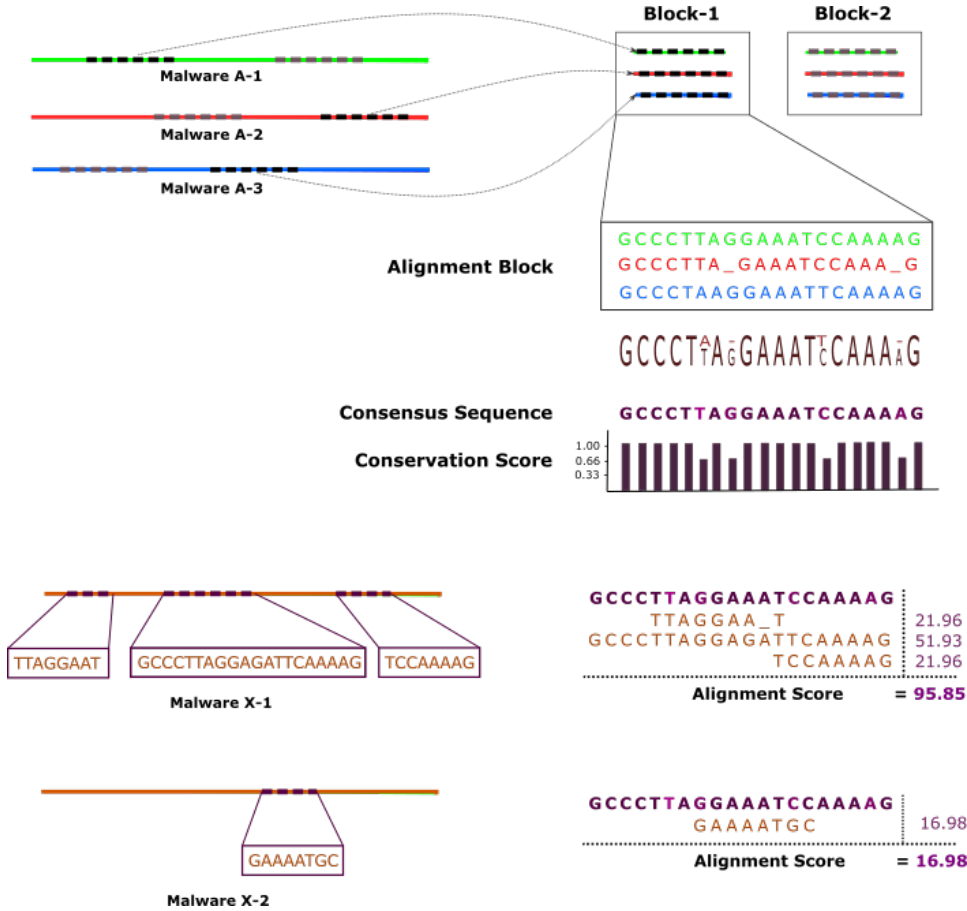 Block-1
Block-2
Malware A-1
Malware A-2
Malware A-3
GCCCTTAGGAAATCCAAAAG
Alignment Block
GCCCTTA_GAAATCCAAA_G
GCCCTAAGGAAATTCAAAAG
A - T -
GCCCTTAGGAAATCCAAAAG
Consensus Sequence
GCCCTTAGGAAATCCAAAAG
Conservation Score
1.00
0.66
0.33
GCCCTTAGGAAATCCAAAAG
TTAGGAA_T 21.96
GCCCTTAGGAGATTCAAAAG 51.93
TCCAAAAG 21.96
Alignment Score = 95.85
TTAGGAAT
GCCCTTAGGAGATTCAAAAG
TCCAAAAG
Malware X-1
GCCCTTAGGAAATCCAAAAG
GAAAATGC 16.98
Alignment Score = 16.98
GAAAATGC
Malware X-2